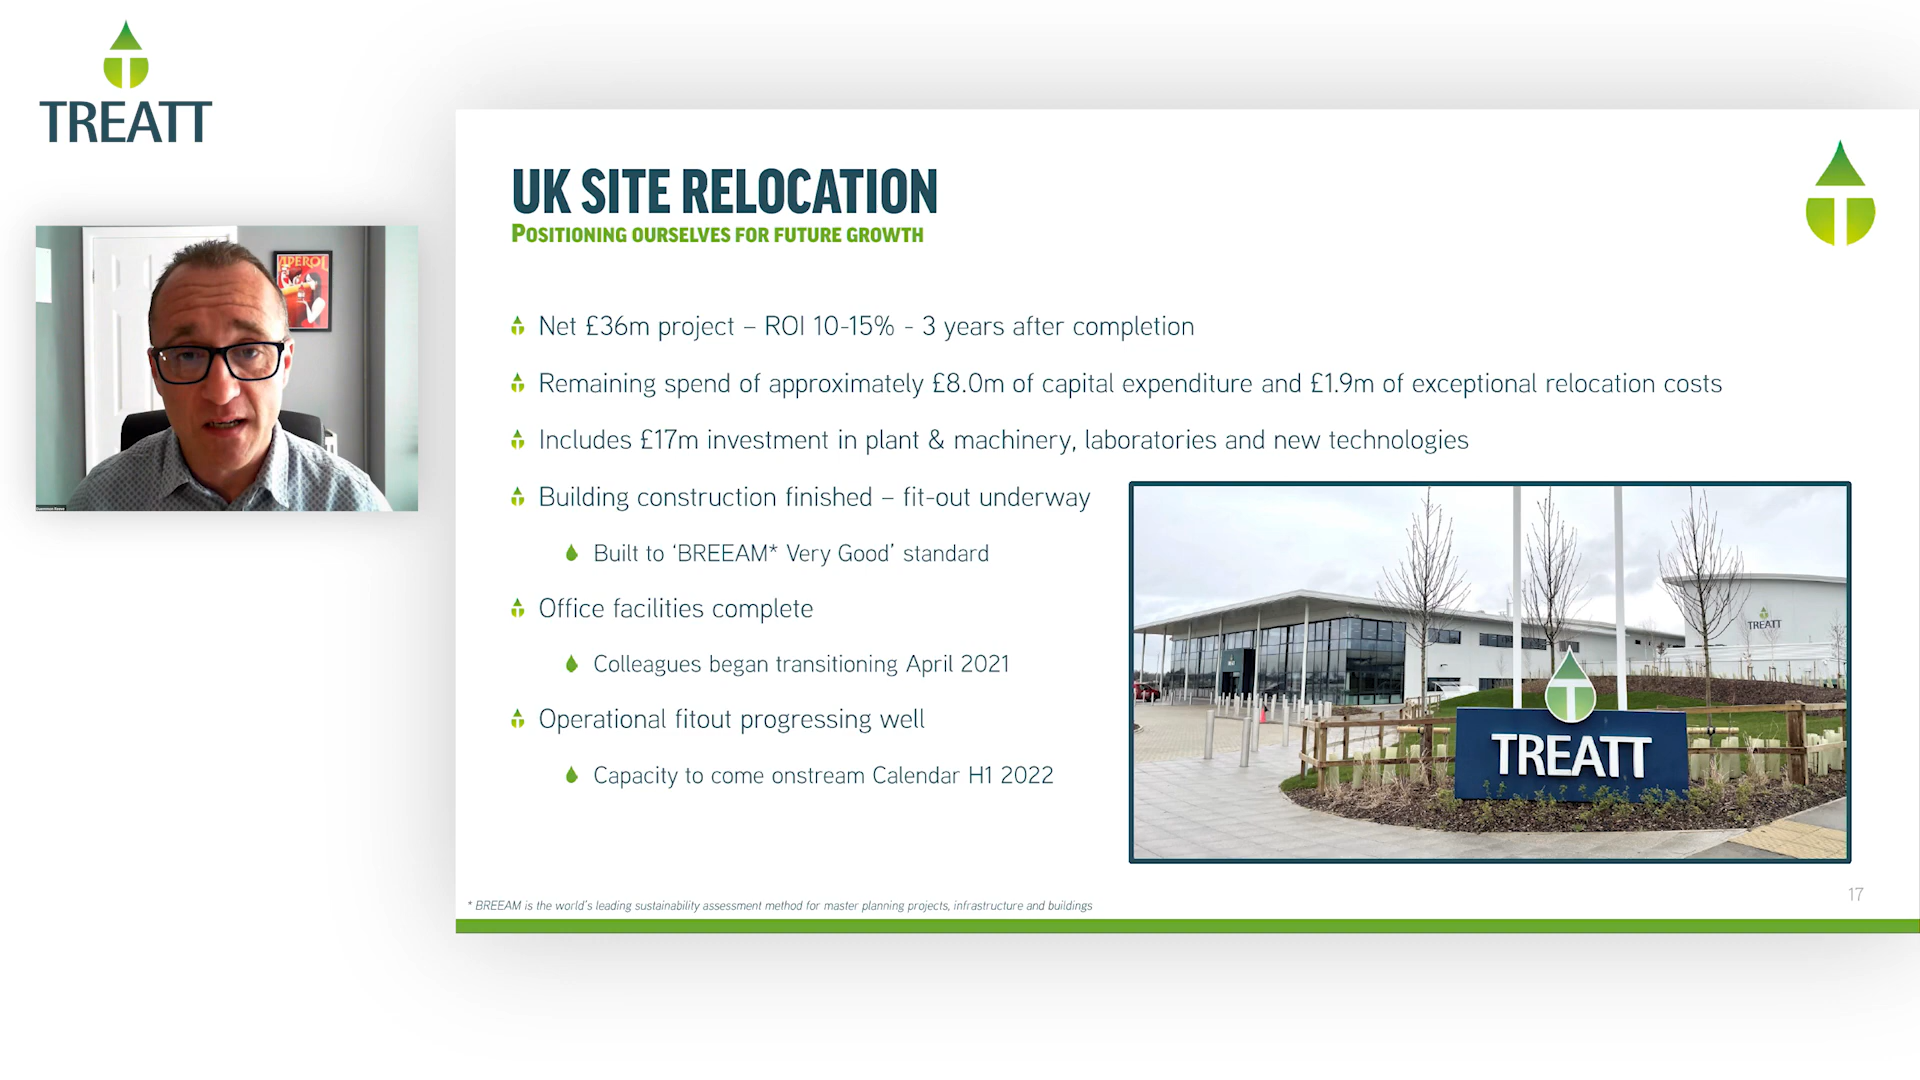 TREATT
APEROL
UK SITE RELOCATION
POSITIONING OURSELVES FOR FUTURE GROWTH
Net £36m project – ROI 10-15% - 3 years after completion
Remaining spend of approximately £8.0m of capital expenditure and £1.9m of exceptional relocation costs
Includes £17m investment in plant & machinery, laboratories and new technologies
Building construction finished – fit-out underway
Built to ‘BREEAM* Very Good’ standard
Office facilities complete
Colleagues began transitioning April 2021
Operational fitout progressing well
Capacity to come onstream Calendar H1 2022
TREATT
TREATT
* BREEAM is the world's leading sustainability assessment method for master planning projects, infrastructure and buildings
17